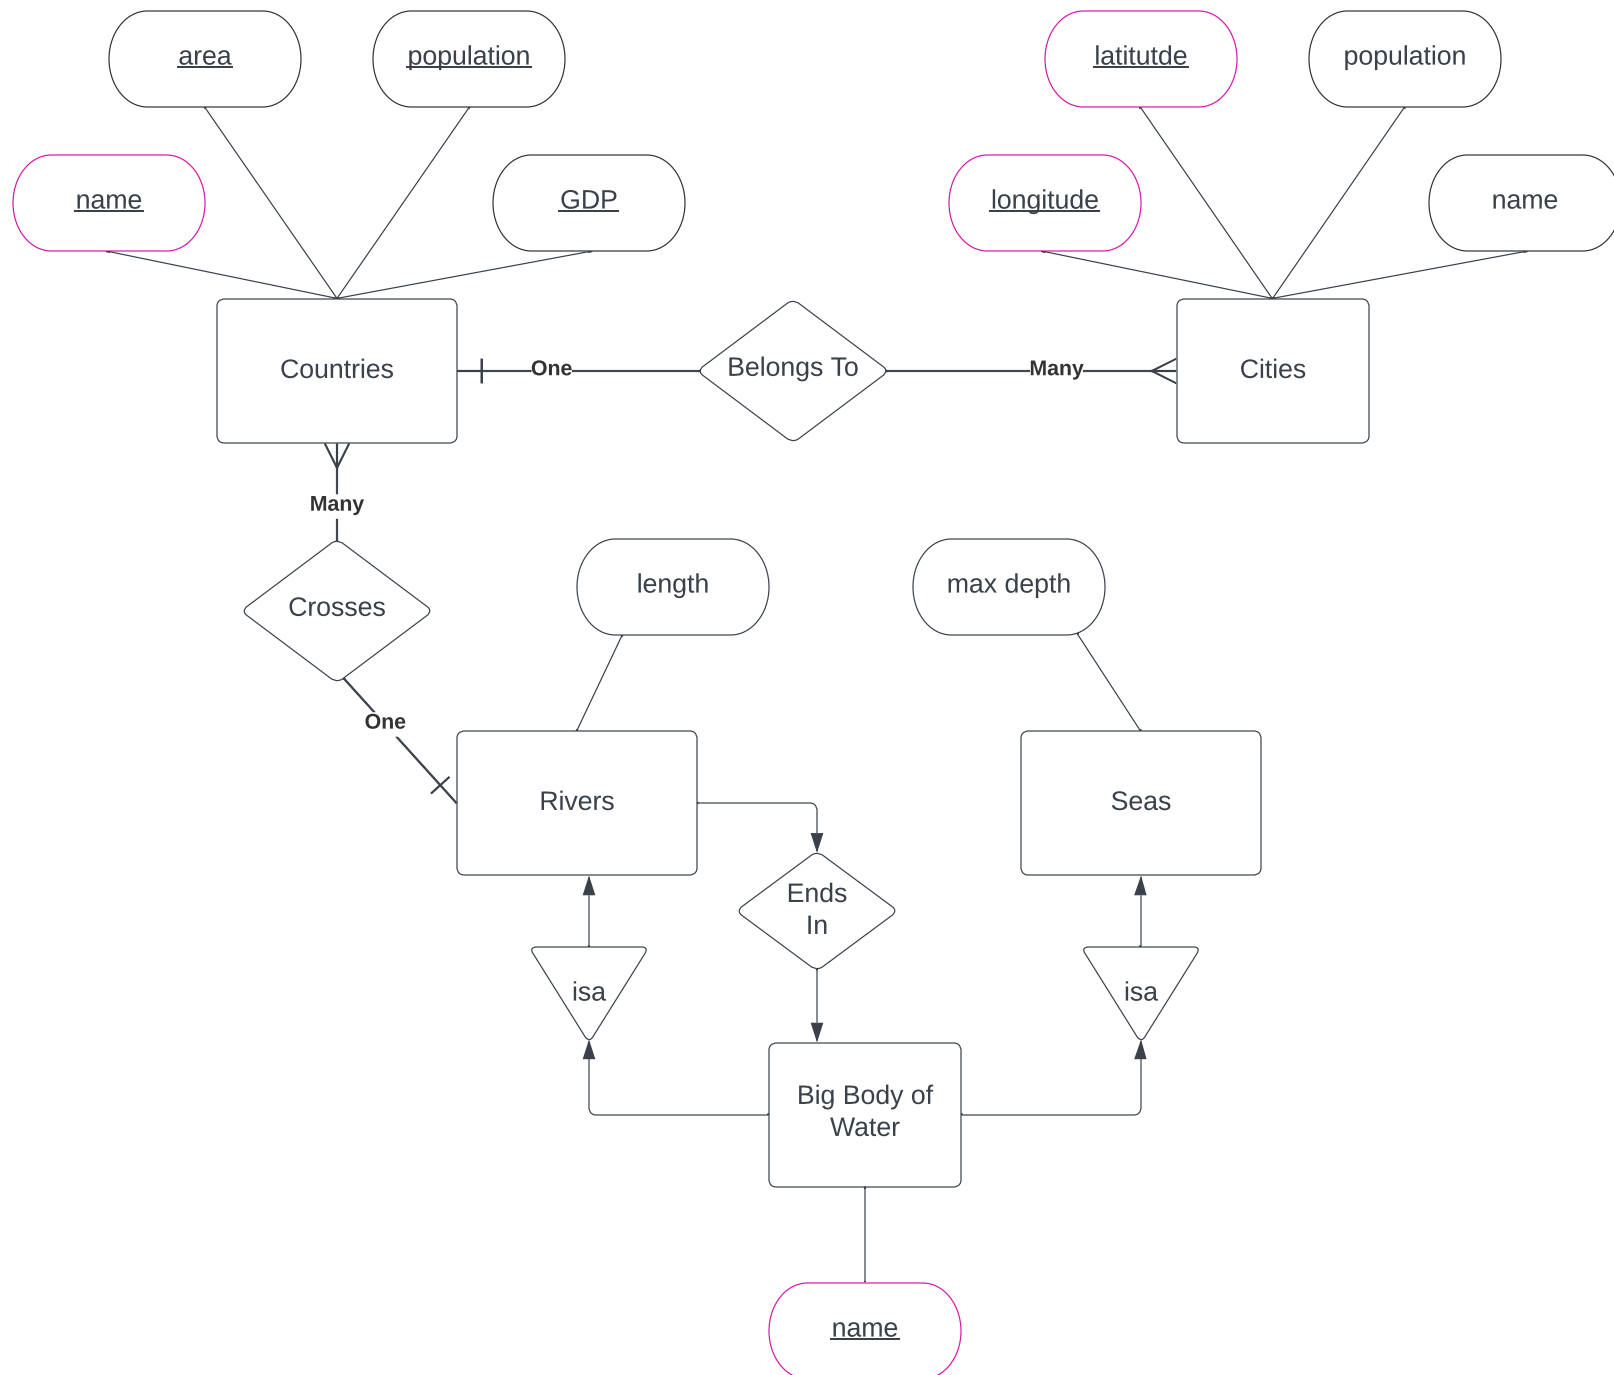 area
population
latitutde
population
name
GDP
longitude
name
Countries
One
Belongs To
Many
Cities
Many
Crosses
length
max depth
One
Rivers
Seas
Ends
In
isa
isa
Big Body of
Water
name